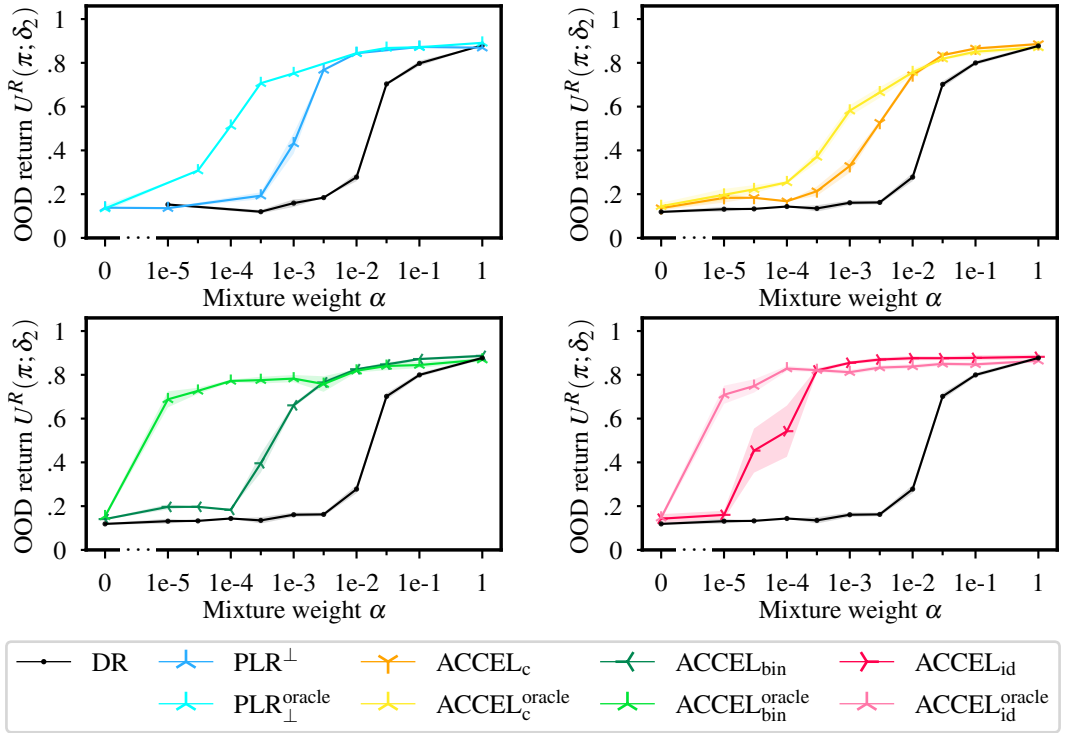 OOD return U^R(π; δ₂)
1
.8
.6
.4
.2
0
0 ···· 1e-5 1e-4 1e-3 1e-2 1e-1 1
Mixture weight α
OOD return U^R(π; δ₂)
1
.8
.6
.4
.2
0
0 ···· 1e-5 1e-4 1e-3 1e-2 1e-1 1
Mixture weight α
OOD return U^R(π; δ₂)
1
.8
.6
.4
.2
0
0 ···· 1e-5 1e-4 1e-3 1e-2 1e-1 1
Mixture weight α
OOD return U^R(π; δ₂)
1
.8
.6
.4
.2
0
0 ···· 1e-5 1e-4 1e-3 1e-2 1e-1 1
Mixture weight α
DR PLR^⊥ ACCEL_c ACCEL_bin ACCEL_id
PLR_⊥^oracle ACCEL_c^oracle ACCEL_bin^oracle ACCEL_id^oracle